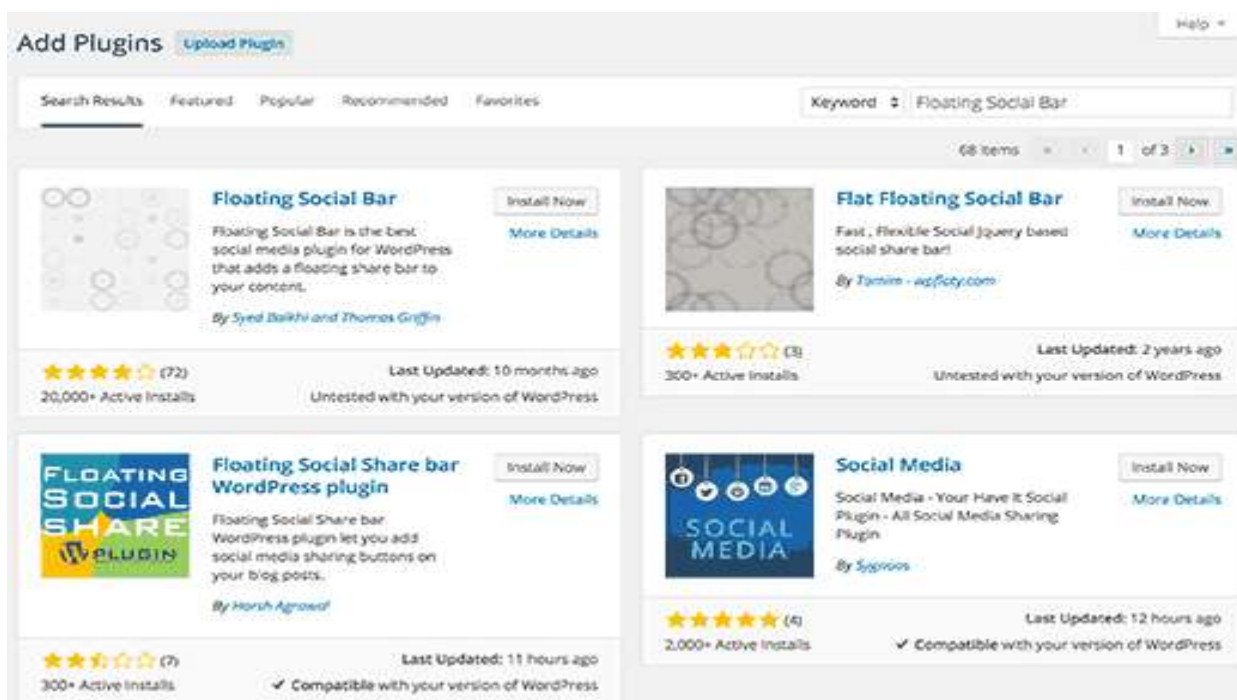 Help
Add Plugins Upload Plugin
Search Results Featured Popular Recommended Favorites Keyword Floating Social Bar
68 items « ‹ 1 of 3 › »
Floating Social Bar
Install Now
Floating Social Bar is the best
More Details
social media plugin for WordPress
that adds a floating share bar to
your content.
By Syed Balkhi and Thomas Griffin
(72)
Last Updated: 10 months ago
20,000+ Active Installs
Untested with your version of WordPress
Flat Floating Social Bar
Install Now
Fast , Flexible Social Jquery based
More Details
social share bar!
By Tamim - wpficty.com
(3)
Last Updated: 2 years ago
300+ Active Installs
Untested with your version of WordPress
FLOATING
SOCIAL
SHARE
PLUGIN
Floating Social Share bar
WordPress plugin
Install Now
More Details
Floating Social Share bar
WordPress plugin let you add
social media sharing buttons on
your blog posts.
By Harsh Agrawal
(7)
Last Updated: 11 hours ago
300+ Active Installs
✔ Compatible with your version of WordPress
SOCIAL
MEDIA
Social Media
Install Now
Social Media - Your Have It Social
More Details
Plugin - All Social Media Sharing
Plugin
By
(4)
Last Updated: 12 hours ago
2,000+ Active Installs
✔ Compatible with your version of WordPress